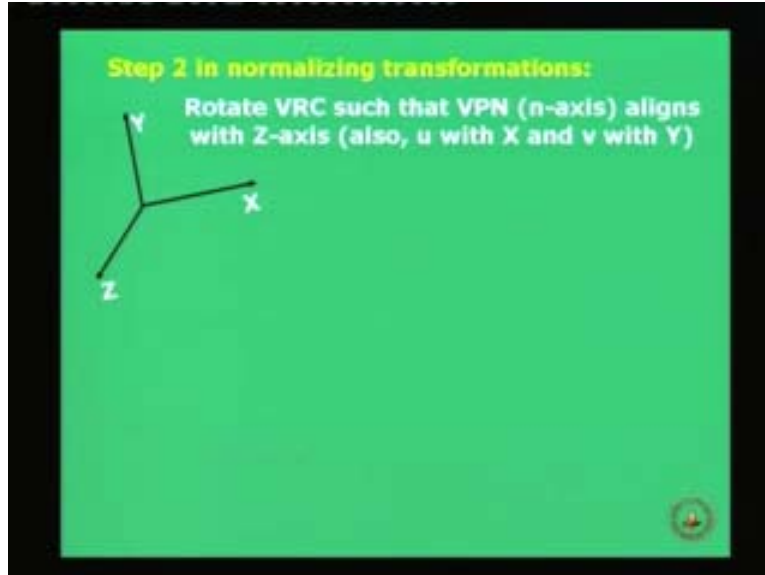 Step 2 in normalizing transformations:
Rotate VRC such that VPN (n-axis) aligns
with Z-axis (also, u with X and v with Y)
Y
X
Z